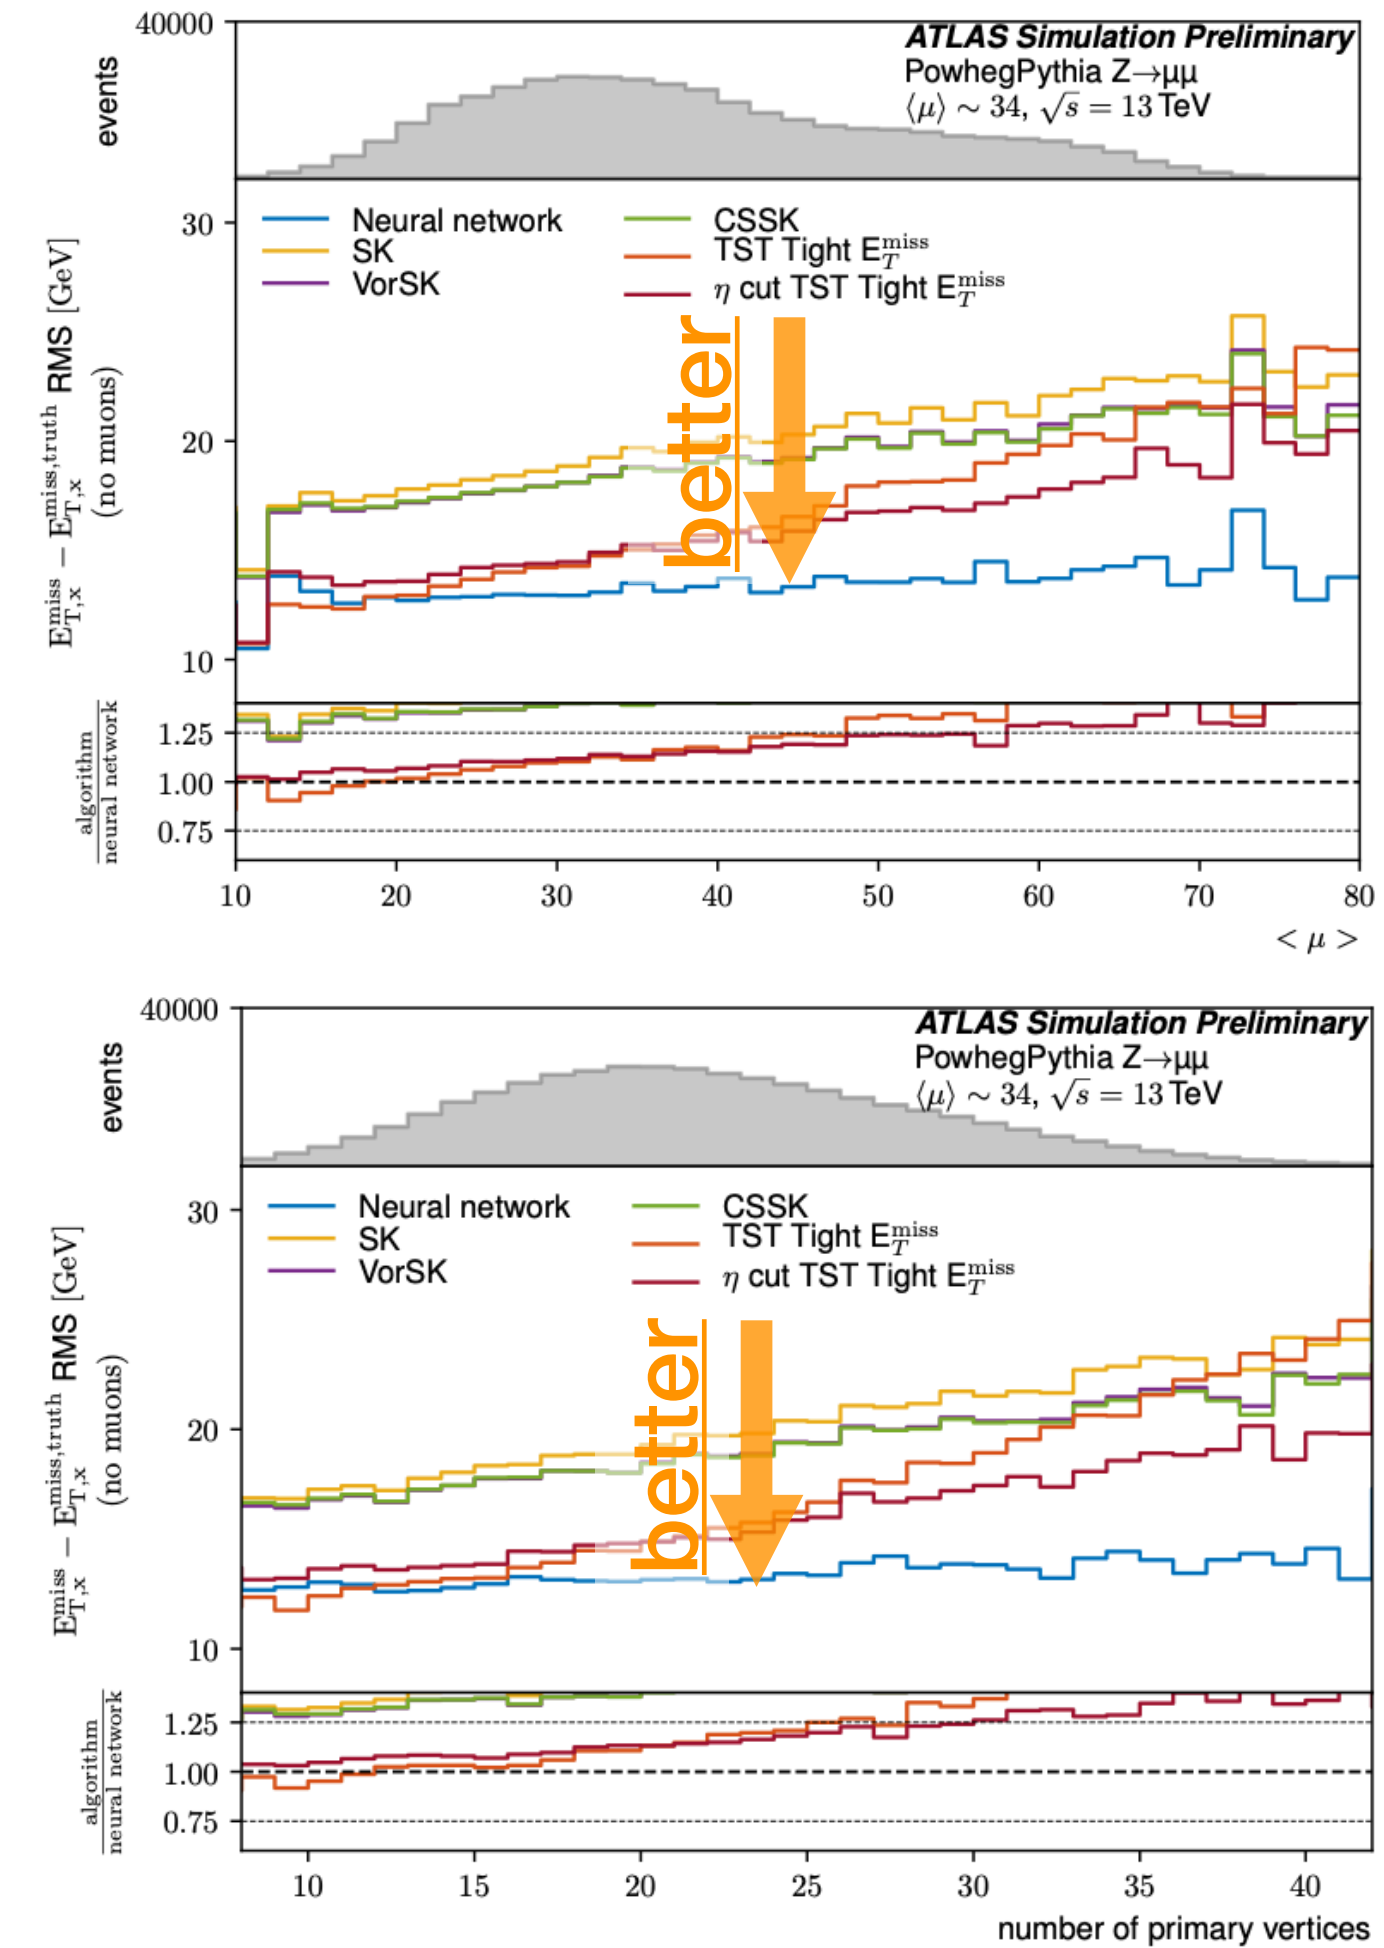 40000
events
ATLAS Simulation Preliminary
PowhegPythia Z→μμ
⟨μ⟩ ∼ 34, √s = 13 TeV
30
20
10
E_{T,x}^{miss} − E_{T,x}^{miss,truth} RMS [GeV]
(no muons)
Neural network
SK
VorSK
CSSK
TST Tight E_T^{miss}
η cut TST Tight E_T^{miss}
better
1.25
1.00
0.75
algorithm
neural network
10 20 30 40 50 60 70 80
< μ >
40000
events
ATLAS Simulation Preliminary
PowhegPythia Z→μμ
⟨μ⟩ ∼ 34, √s = 13 TeV
30
20
10
E_{T,x}^{miss} − E_{T,x}^{miss,truth} RMS [GeV]
(no muons)
Neural network
SK
VorSK
CSSK
TST Tight E_T^{miss}
η cut TST Tight E_T^{miss}
better
1.25
1.00
0.75
algorithm
neural network
10 15 20 25 30 35 40
number of primary vertices